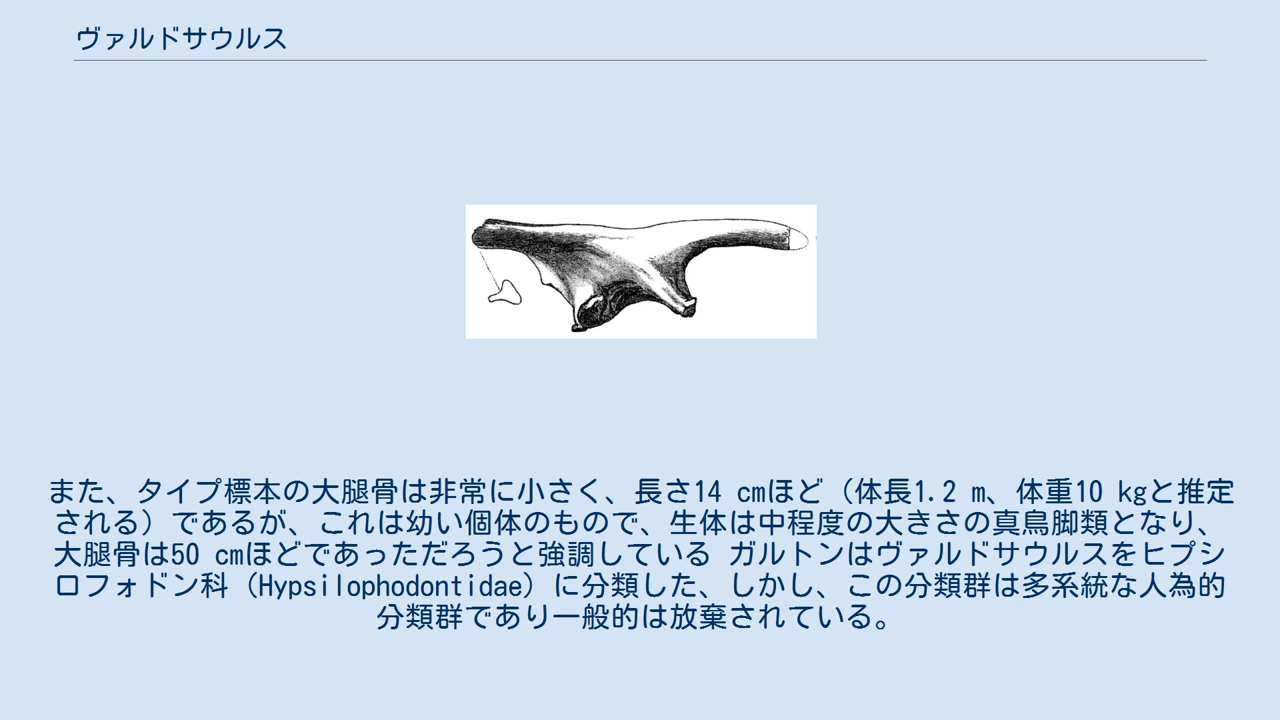 ヴァルドサウルス
また、タイプ標本の大腿骨は非常に小さく、長さ14 cmほど（体長1.2 m、体重10 kgと推定
される）であるが、これは幼い個体のもので、生体は中程度の大きさの真鳥脚類となり、
大腿骨は50 cmほどであっただろうと強調している ガルトンはヴァルドサウルスをヒプシ
ロフォドン科（Hypsilophodontidae）に分類した、しかし、この分類群は多系統な人為的
分類群であり一般的は放棄されている。